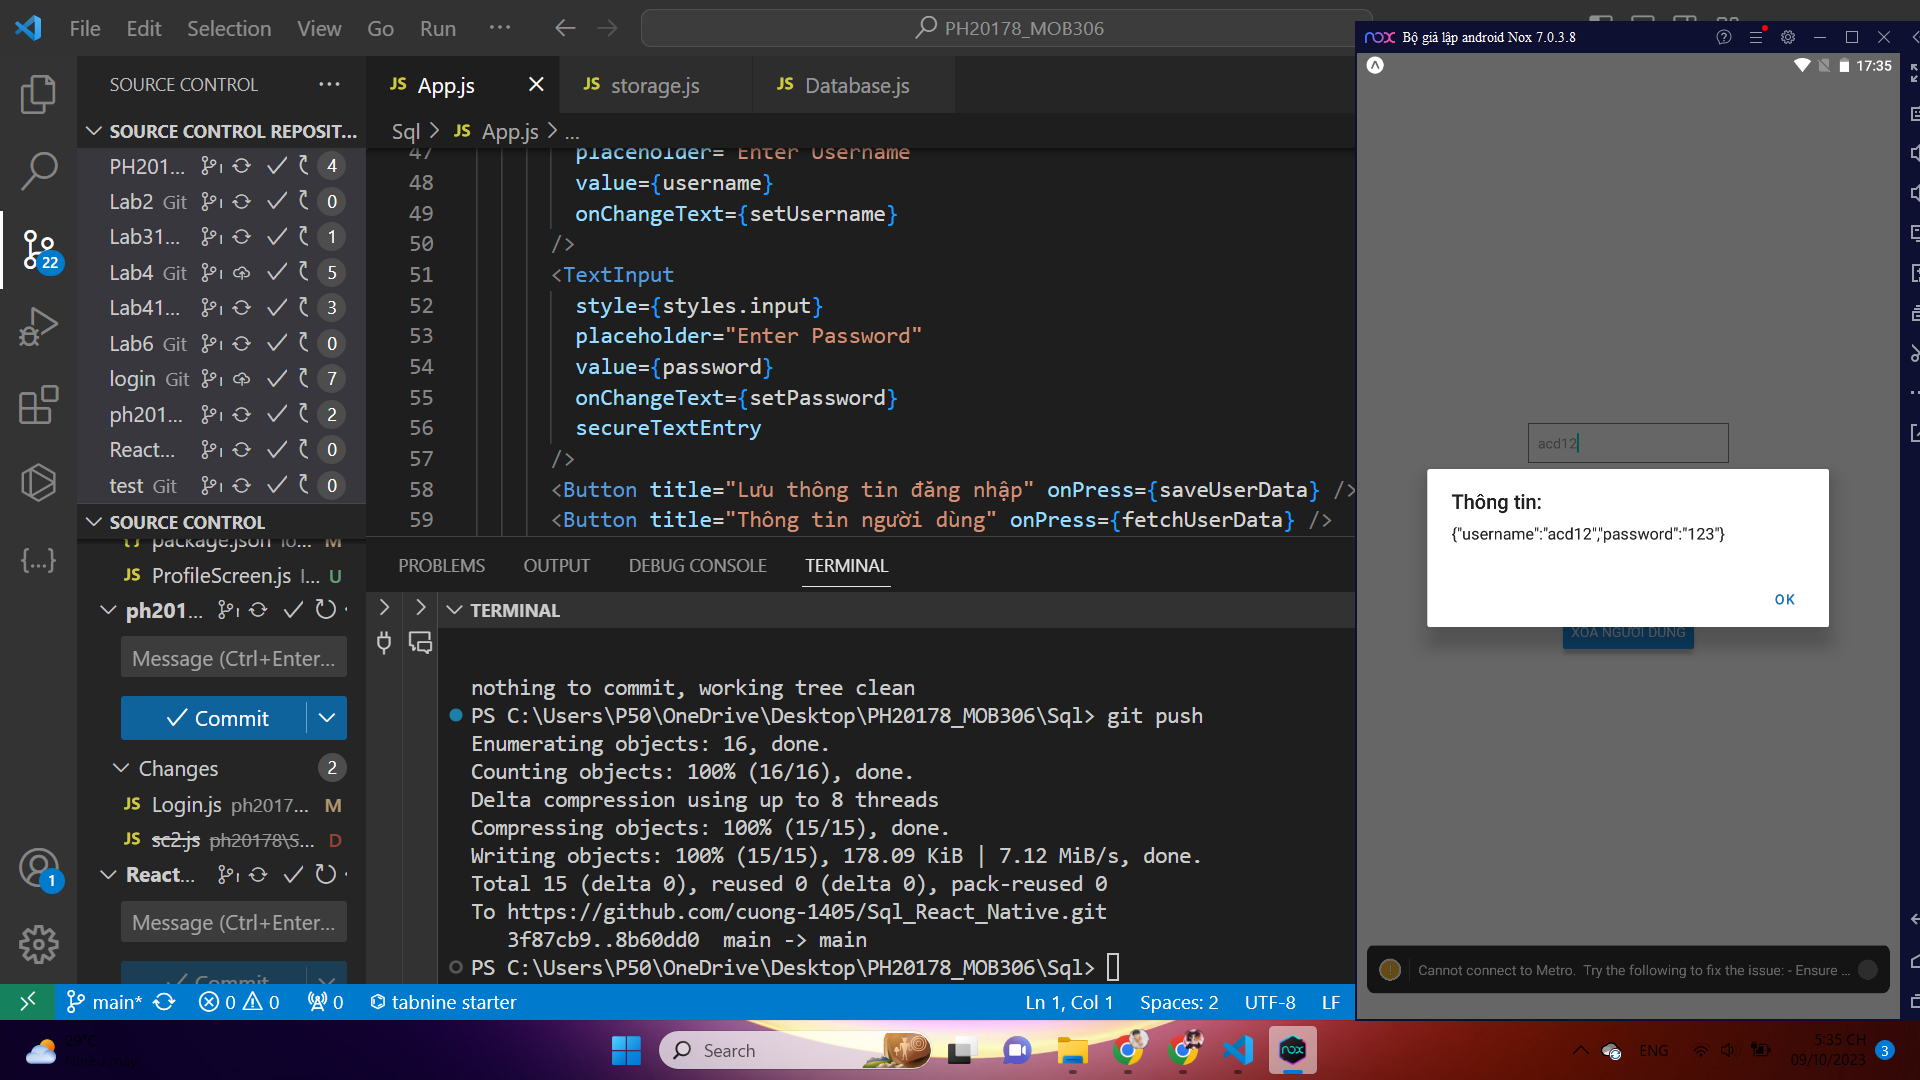 File Edit Selection View Go Run ···
PH20178_MOB306
SOURCE CONTROL ···
SOURCE CONTROL REPOSIT...
PH201... 4
Lab2 Git 0
Lab31... 1
Lab4 Git 5
Lab41... 3
Lab6 Git 0
login Git 7
ph201... 2
React... 0
test Git 0
22
1
SOURCE CONTROL
package.json M
JS ProfileScreen.js l... U
ph201...
Message (Ctrl+Enter...
Commit
Changes 2
JS Login.js ph2017... M
JS sc2.js ph20178\S... D
React...
Message (Ctrl+Enter...
Commit
JS App.js
JS storage.js
JS Database.js
Sql > JS App.js > ...
47 placeholder="Enter Username
48 value={username}
49 onChangeText={setUsername}
50 />
51 <TextInput
52 style={styles.input}
53 placeholder="Enter Password"
54 value={password}
55 onChangeText={setPassword}
56 secureTextEntry
57 />
58 <Button title="Lưu thông tin đăng nhập" onPress={saveUserData} />
59 <Button title="Thông tin người dùng" onPress={fetchUserData} />
PROBLEMS OUTPUT DEBUG CONSOLE TERMINAL
TERMINAL
nothing to commit, working tree clean
PS C:\Users\P50\OneDrive\Desktop\PH20178_MOB306\Sql> git push
Enumerating objects: 16, done.
Counting objects: 100% (16/16), done.
Delta compression using up to 8 threads
Compressing objects: 100% (15/15), done.
Writing objects: 100% (15/15), 178.09 KiB | 7.12 MiB/s, done.
Total 15 (delta 0), reused 0 (delta 0), pack-reused 0
To https://github.com/cuong-1405/Sql_React_Native.git
3f87cb9..8b60dd0 main -> main
PS C:\Users\P50\OneDrive\Desktop\PH20178_MOB306\Sql>
main* 0 0 0 tabnine starter
Ln 1, Col 1 Spaces: 2 UTF-8 LF
nox Bộ giả lập android Nox 7.0.3.8
17:35
acd12
Thông tin:
{"username":"acd12","password":"123"}
OK
XÓA NGƯỜI DÙNG
Cannot connect to Metro. Try the following to fix the issue: - Ensure ...
29°C
Search
nox
ENG
5:35 CH
09/10/2023
3